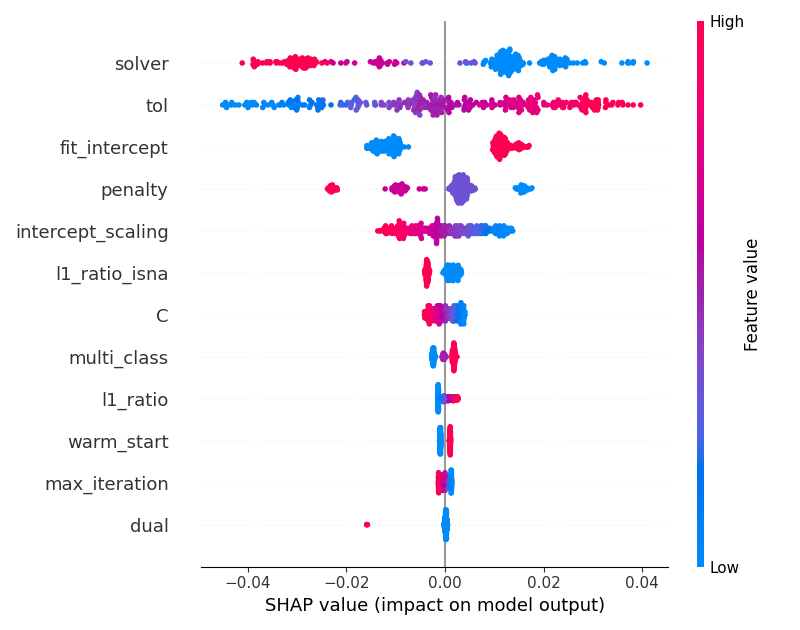 High
solver
tol
fit_intercept
penalty
intercept_scaling
l1_ratio_isna
C
multi_class
l1_ratio
warm_start
max_iteration
dual
Feature value
Low
−0.04 −0.02 0.00 0.02 0.04
SHAP value (impact on model output)